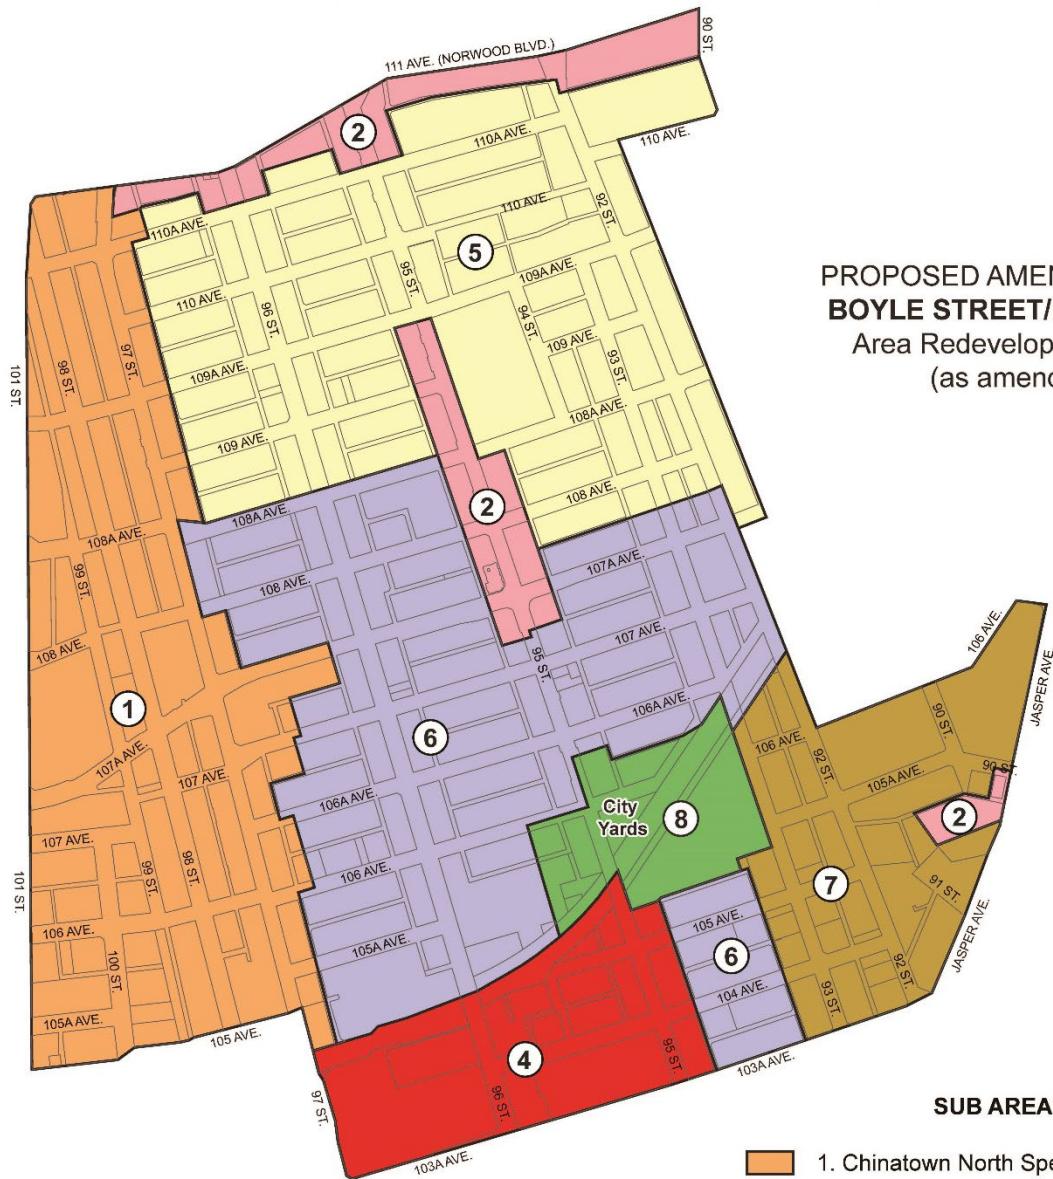 90 ST.
111 AVE. (NORWOOD BLVD.)
2
110A AVE.
110 AVE.
110 AVE.
92 ST.
110A AVE.
5
95 ST.
109A AVE.
PROPOSED AMEN
BOYLE STREET/
Area Redevelop
(as amend
110 AVE.
96 ST.
94 ST.
109 AVE.
93 ST.
97 ST.
98 ST.
101 ST.
109A AVE.
108A AVE.
109 AVE.
108 AVE.
2
108A AVE.
108A AVE.
99 ST.
108 AVE.
107A AVE.
107 AVE.
95 ST.
108 AVE.
1
6
106A AVE.
107A AVE.
107 AVE.
106 AVE.
92 ST.
106 AVE.
90 ST.
JASPER AVE.
105A AVE.
90 ST.
2
106A AVE.
City
Yards
8
107 AVE.
99 ST.
98 ST.
7
91 ST.
106 AVE.
101 ST.
106 AVE.
105A AVE.
105 AVE.
6
104 AVE.
100 ST.
92 ST.
93 ST.
JASPER AVE.
105A AVE.
105 AVE.
4
95 ST.
103A AVE.
97 ST.
96 ST.
103A AVE.
SUB AREA
1. Chinatown North Spe